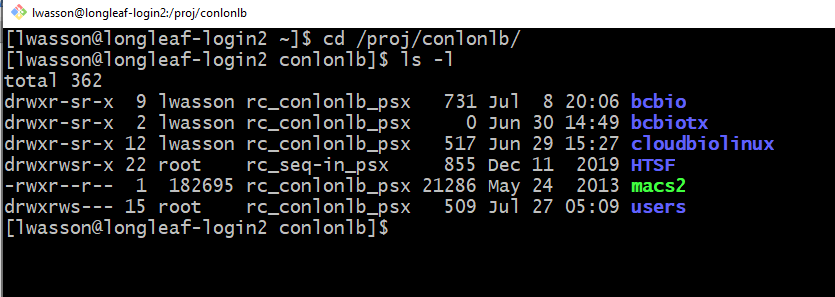 lwasson@longleaf-login2:/proj/conlonlb
[lwasson@longleaf-login2 ~]$ cd /proj/conlonlb/
[lwasson@longleaf-login2 conlonlb]$ ls -l
total 362
drwxr-sr-x  9 lwasson rc_conlonlb_psx   731 Jul  8 20:06 bcbio
drwxr-sr-x  2 lwasson rc_conlonlb_psx     0 Jun 30 14:49 bcbiotx
drwxr-sr-x 12 lwasson rc_conlonlb_psx   517 Jun 29 15:27 cloudbiolinux
drwxrwsr-x 22 root    rc_seq-in_psx     855 Dec 11  2019 HTSF
-rwxr--r--  1  182695 rc_conlonlb_psx 21286 May 24  2013 macs2
drwxrws--- 15 root    rc_conlonlb_psx   509 Jul 27 05:09 users
[lwasson@longleaf-login2 conlonlb]$